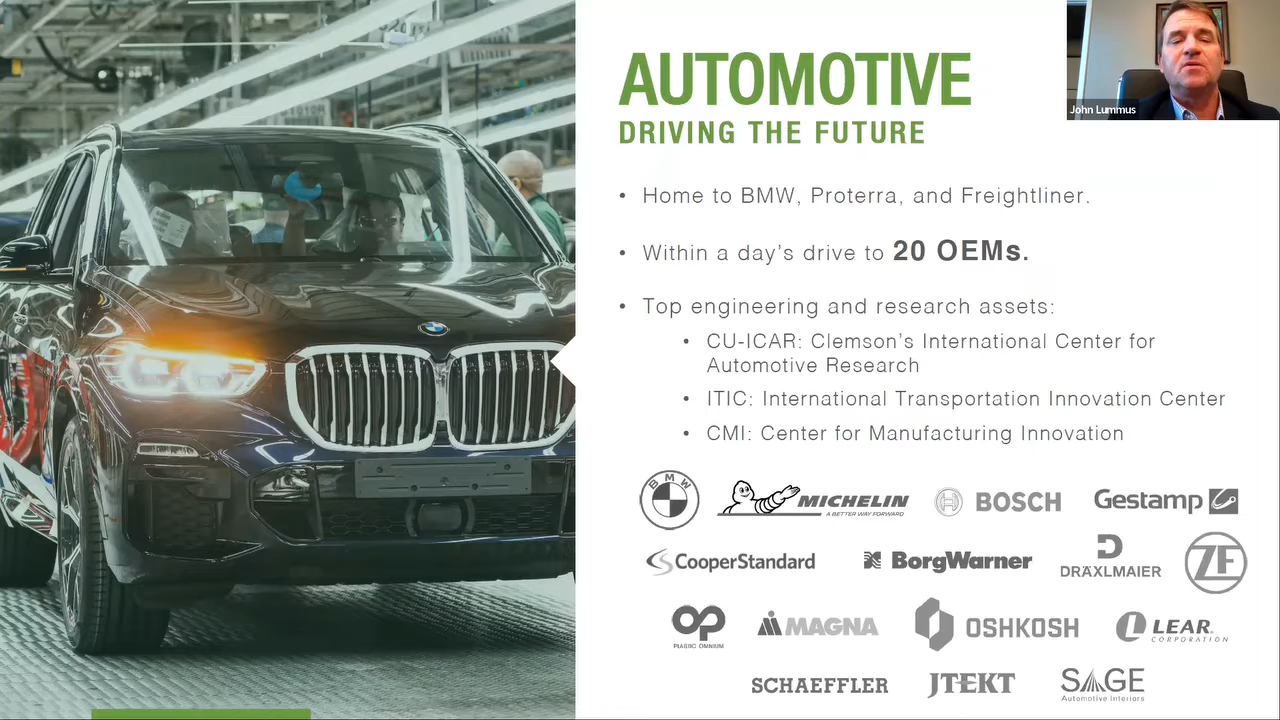 AUTOMOTIVE
DRIVING THE FUTURE
John Lummus
• Home to BMW, Proterra, and Freightliner.
• Within a day’s drive to 20 OEMs.
• Top engineering and research assets:
• CU-ICAR: Clemson’s International Center for
Automotive Research
• ITIC: International Transportation Innovation Center
• CMI: Center for Manufacturing Innovation
BMW
MICHELIN
A BETTER WAY FORWARD
BOSCH
Gestamp
CooperStandard
BorgWarner
DRÄXLMAIER
ZF
OP
PLASTIC OMNIUM
MAGNA
OSHKOSH
LEAR.
CORPORATION
SCHAEFFLER
JTEKT
SAGE
Automotive Interiors